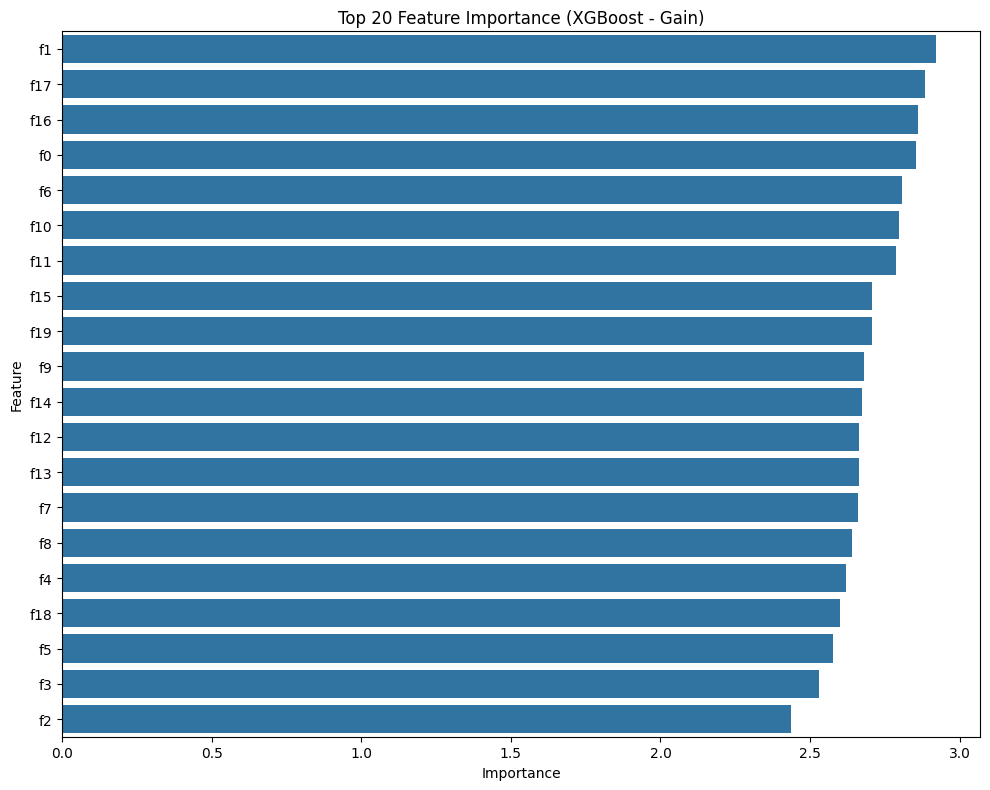 Top 20 Feature Importance (XGBoost - Gain)
f1
f17
f16
f0
f6
f10
f11
f15
f19
f9
f14
f12
f13
f7
f8
f4
f18
f5
f3
f2
Feature
0.0 0.5 1.0 1.5 2.0 2.5 3.0
Importance